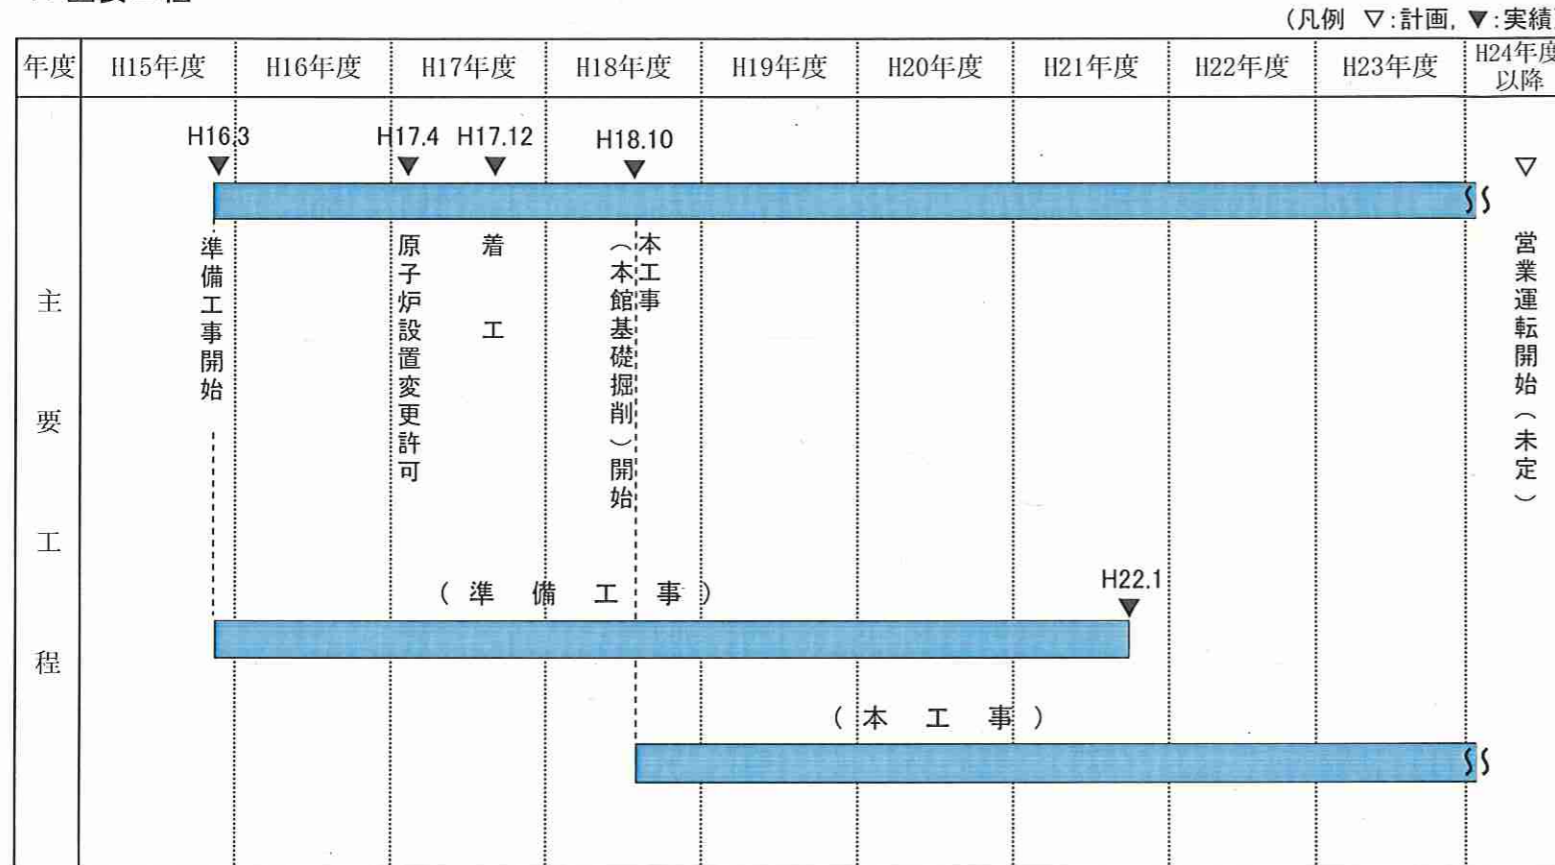 (凡例 ▽:計画, ▼:実績
年度 H15年度 H16年度 H17年度 H18年度 H19年度 H20年度 H21年度 H22年度 H23年度 H24年度
以降
H16.3 H17.4 H17.12 H18.10
▼ ▼ ▼ ▼ ▽
準備工事開始
原子炉設置変更許可
着工
本工事
(本館基礎掘削)開始
営業運転開始(未定)
主要工程
(準備工事)
H22.1
▼
(本工事)